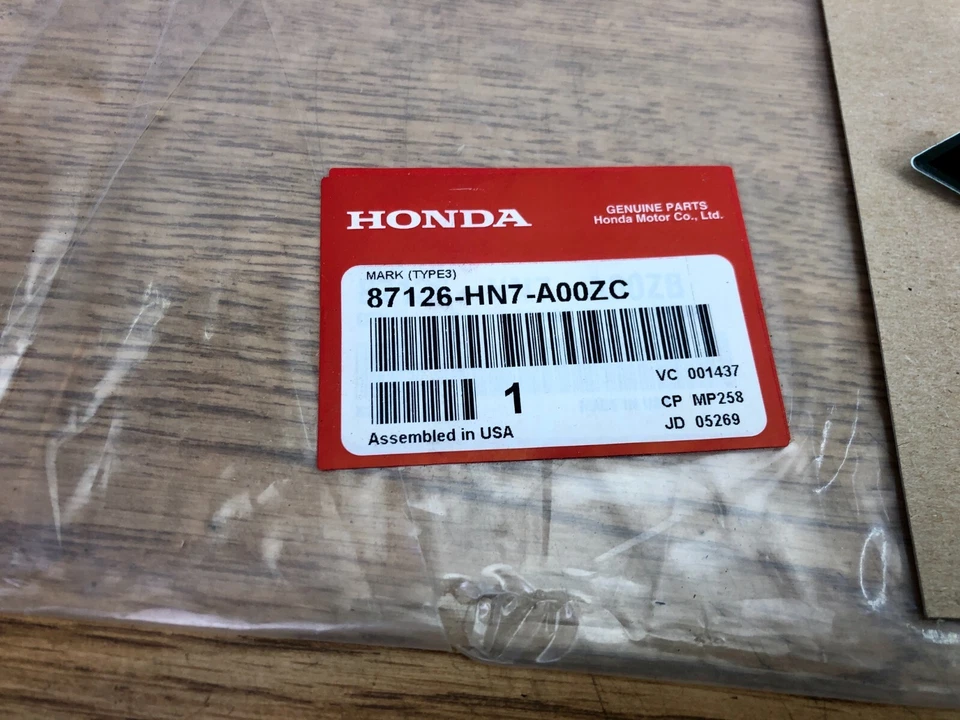 HONDA
GENUINE PARTS
Honda Motor Co., Ltd.
MARK (TYPE3)
87126-HN7-A00ZC
VC 001437
1
CP MP258
JD 05269
Assembled in USA